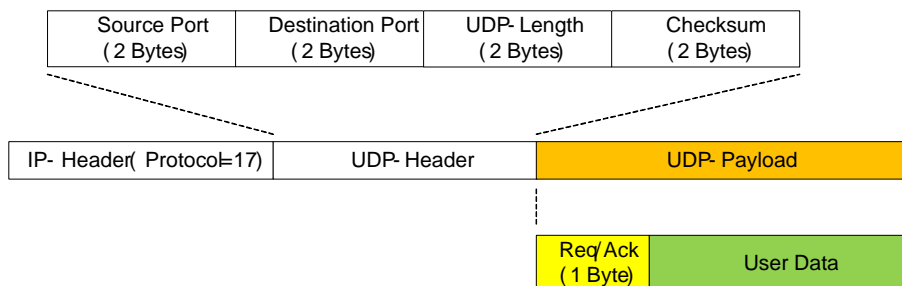 Source Port
(2 Bytes)
Destination Port
(2 Bytes)
UDP-Length
(2 Bytes)
Checksum
(2 Bytes)
IP-Header(Protocol=17)
UDP-Header
UDP-Payload
Req/Ack
(1 Byte)
User Data